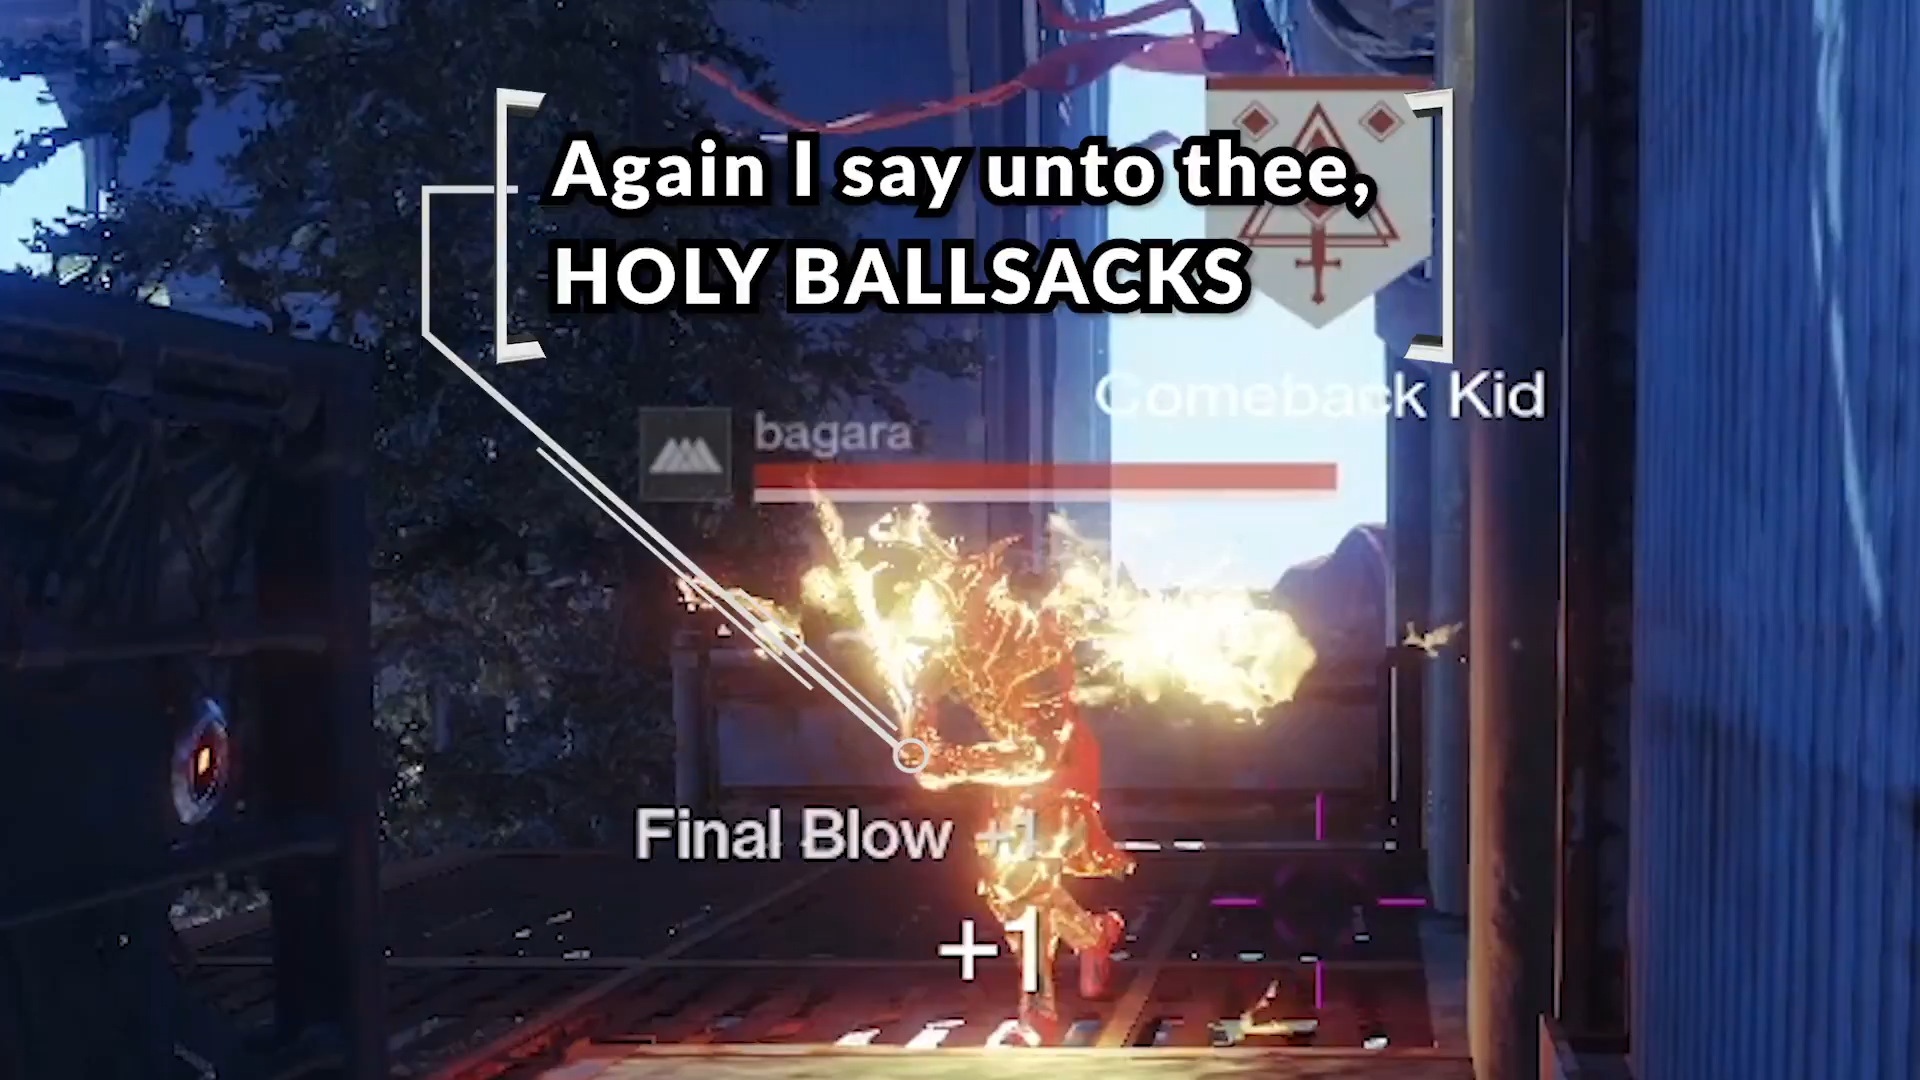 Again I say unto thee,
HOLY BALLSACKS
Comeback Kid
bagara
Final Blow +1
+1